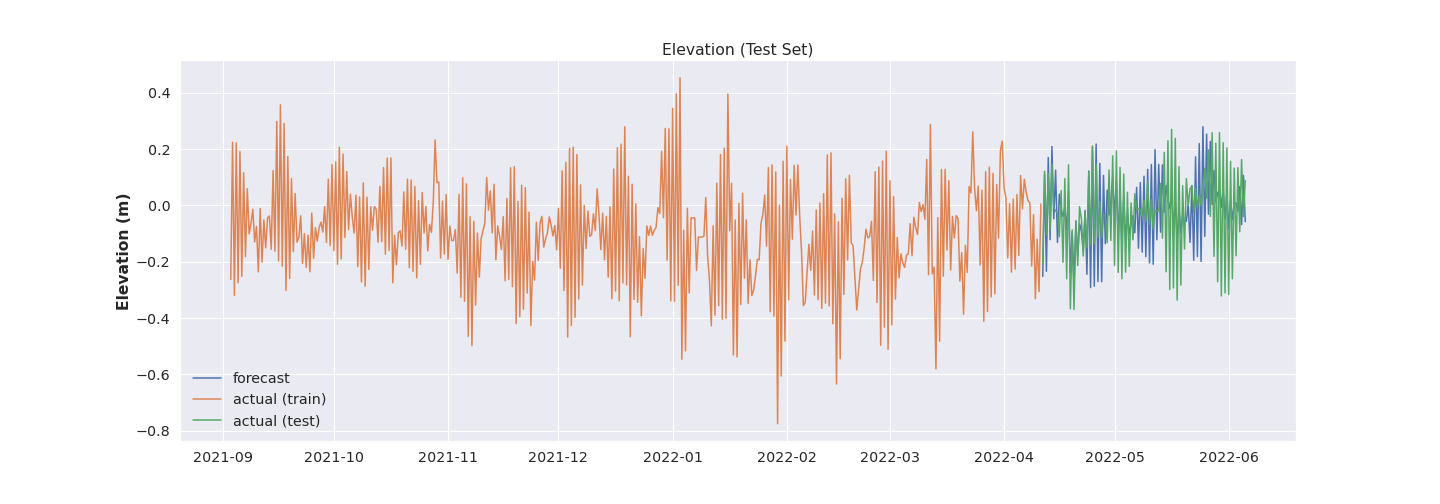 Elevation (Test Set)
Elevation (m)
0.4
0.2
0.0
−0.2
−0.4
−0.6
−0.8
forecast
actual (train)
actual (test)
2021-09 2021-10 2021-11 2021-12 2022-01 2022-02 2022-03 2022-04 2022-05 2022-06